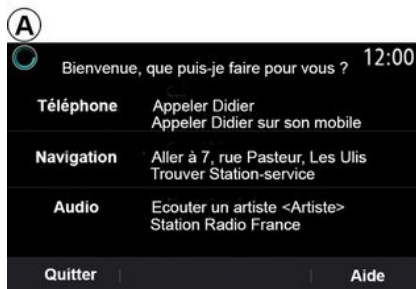 A
Bienvenue, que puis-je faire pour vous ? 12:00
Téléphone Appeler Didier
Appeler Didier sur son mobile
Navigation Aller à 7, rue Pasteur, Les Ulis
Trouver Station-service
Audio Ecouter un artiste <Artiste>
Station Radio France
Quitter Aide